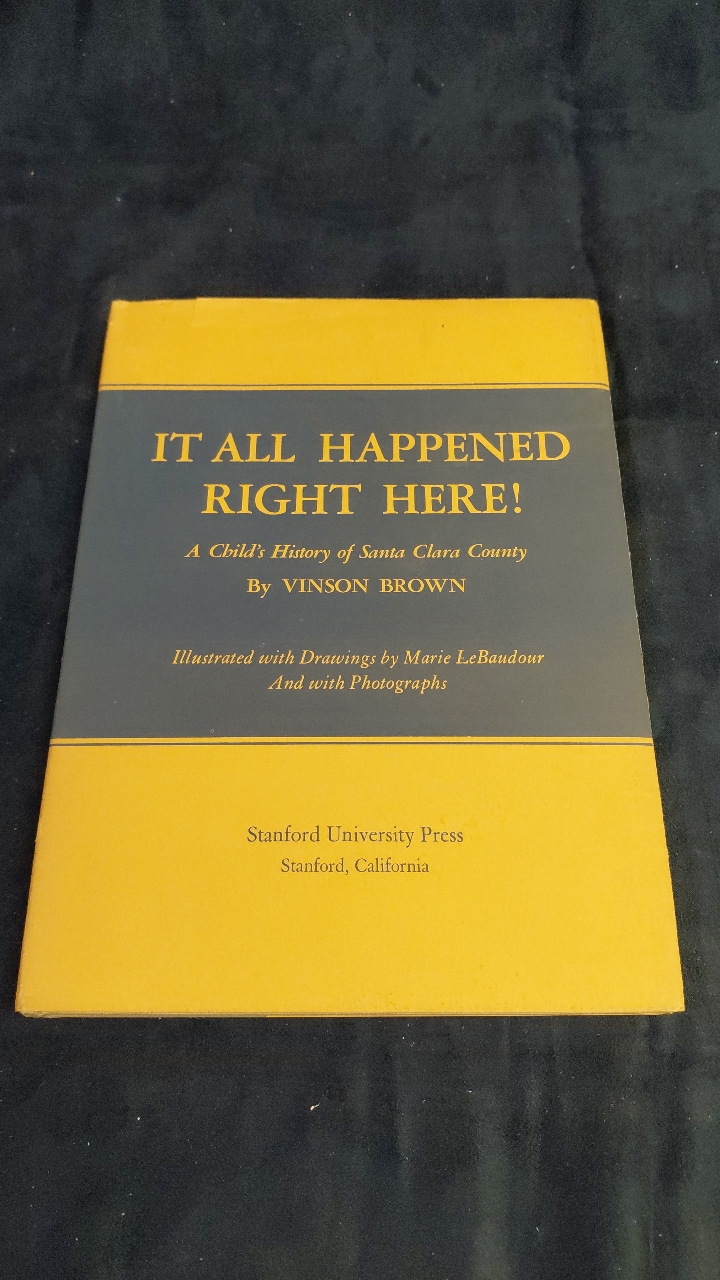 IT ALL HAPPENED
RIGHT HERE!
A Child's History of Santa Clara County
By VINSON BROWN
Illustrated with Drawings by Marie LeBaudour
And with Photographs
Stanford University Press
Stanford, California